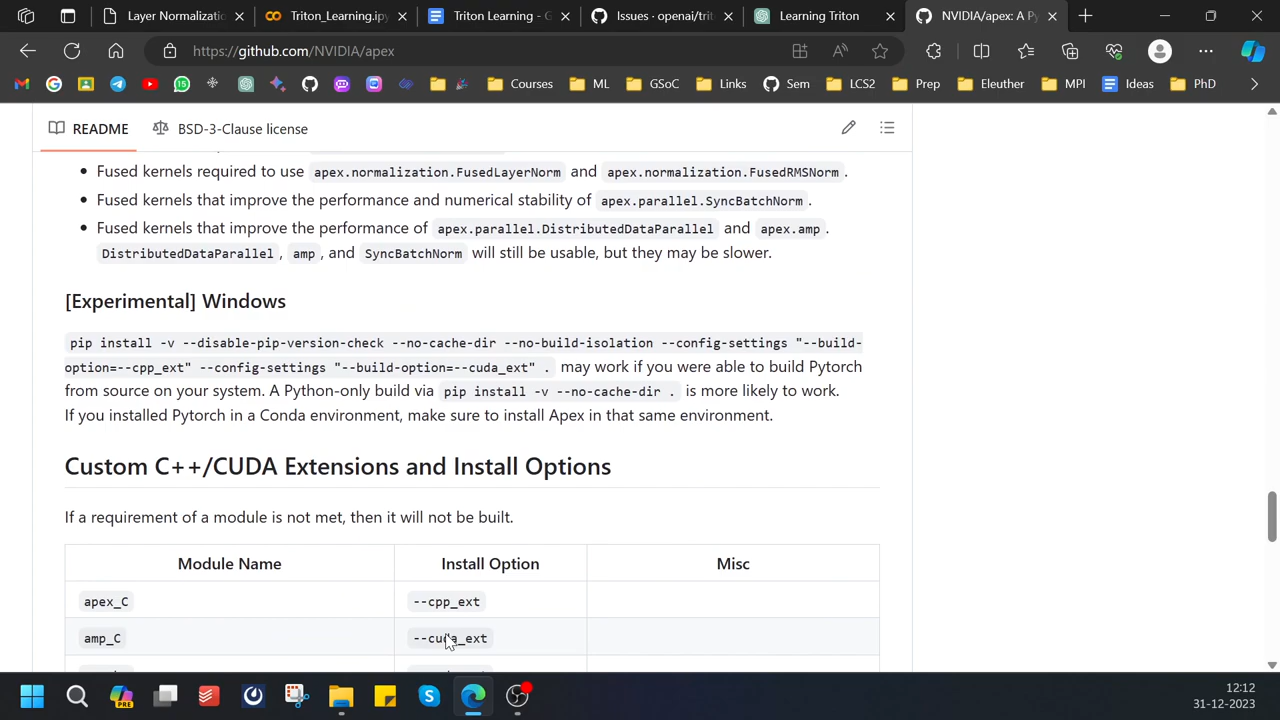 Layer Normalizati
Triton_Learning.ipy
Triton Learning - G
Issues · openai/trit
Learning Triton
NVIDIA/apex: A Py
https://github.com/NVIDIA/apex
Courses
ML
GSoC
Links
Sem
LCS2
Prep
Eleuther
MPI
Ideas
PhD
README
BSD-3-Clause license
Fused kernels required to use apex.normalization.FusedLayerNorm and apex.normalization.FusedRMSNorm.
Fused kernels that improve the performance and numerical stability of apex.parallel.SyncBatchNorm.
Fused kernels that improve the performance of apex.parallel.DistributedDataParallel and apex.amp.
DistributedDataParallel, amp, and SyncBatchNorm will still be usable, but they may be slower.
[Experimental] Windows
pip install -v --disable-pip-version-check --no-cache-dir --no-build-isolation --config-settings "--build-
option=--cpp_ext" --config-settings "--build-option=--cuda_ext" . may work if you were able to build Pytorch
from source on your system. A Python-only build via pip install -v --no-cache-dir . is more likely to work.
If you installed Pytorch in a Conda environment, make sure to install Apex in that same environment.
Custom C++/CUDA Extensions and Install Options
If a requirement of a module is not met, then it will not be built.
Module Name
Install Option
Misc
apex_C
--cpp_ext
amp_C
--cuda_ext
PRE
12:12
31-12-2023